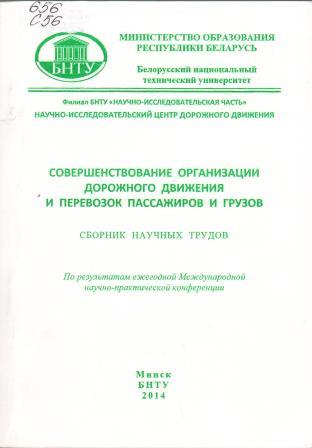 656
С56
МИНИСТЕРСТВО ОБРАЗОВАНИЯ
РЕСПУБЛИКИ БЕЛАРУСЬ
БНТУ
Белорусский национальный
технический университет
Филиал БНТУ «НАУЧНО-ИССЛЕДОВАТЕЛЬСКАЯ ЧАСТЬ»
НАУЧНО-ИССЛЕДОВАТЕЛЬСКИЙ ЦЕНТР ДОРОЖНОГО ДВИЖЕНИЯ
СОВЕРШЕНСТВОВАНИЕ ОРГАНИЗАЦИИ
ДОРОЖНОГО ДВИЖЕНИЯ
И ПЕРЕВОЗОК ПАССАЖИРОВ И ГРУЗОВ
СБОРНИК НАУЧНЫХ ТРУДОВ
По результатам ежегодной Международной
научно-практической конференции
Минск
БНТУ
2014